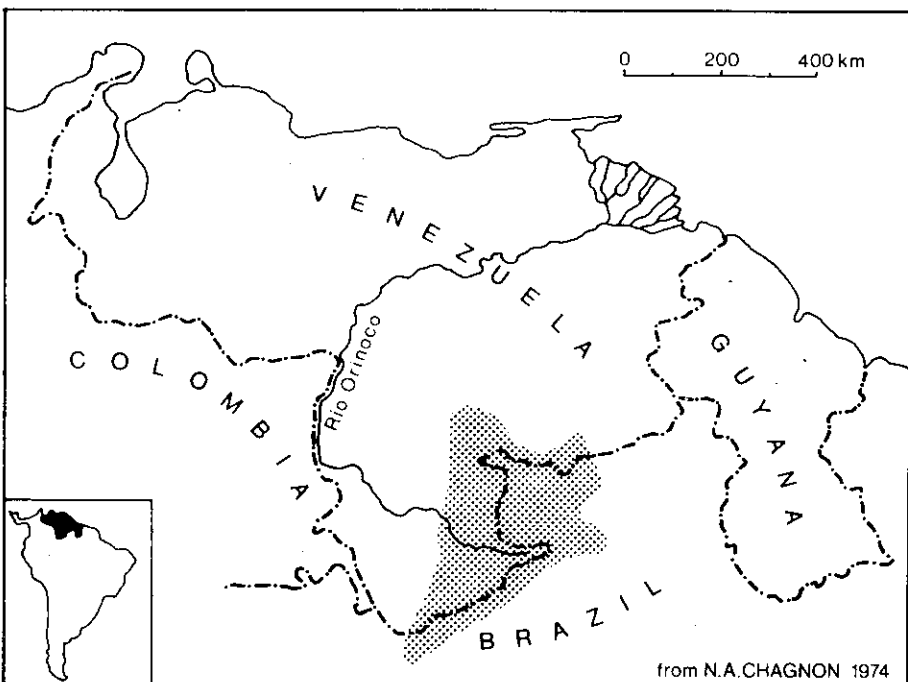 0 200 400 km
VENEZUELA
COLOMBIA
Rio Orinoco
GUYANA
BRAZIL
from N.A.CHAGNON 1974